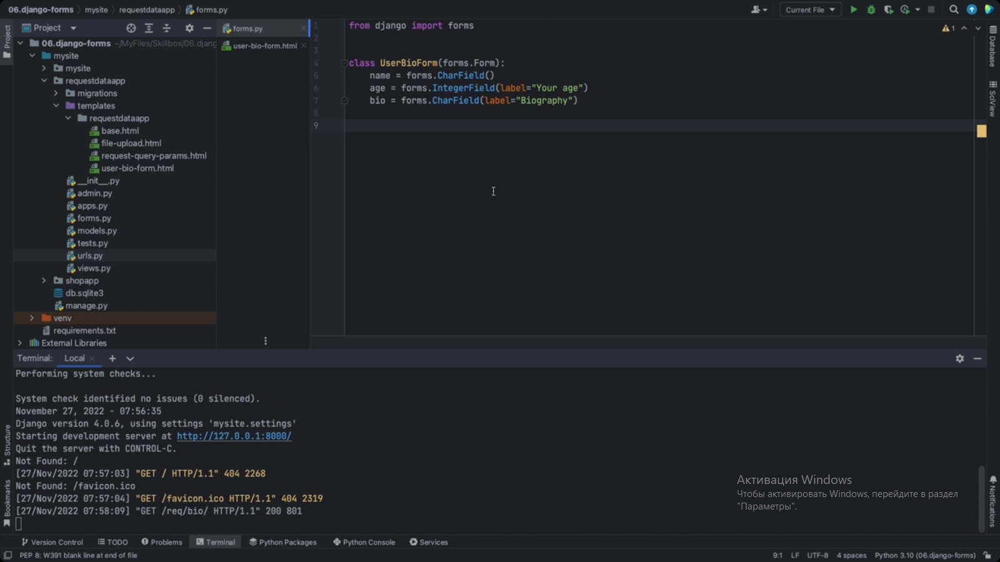 06.django-forms mysite requestdataapp forms.py
Current File
Project
Project
06.django-forms ~/MyFiles/Skillbox/06.djang
mysite
mysite
requestdataapp
migrations
templates
requestdataapp
base.html
file-upload.html
request-query-params.html
user-bio-form.html
__init__.py
admin.py
apps.py
forms.py
models.py
tests.py
urls.py
views.py
shopapp
db.sqlite3
manage.py
venv
requirements.txt
External Libraries
forms.py
user-bio-form.html
1 from django import forms
2
3
4 class UserBioForm(forms.Form):
5 name = forms.CharField()
6 age = forms.IntegerField(label="Your age")
7 bio = forms.CharField(label="Biography")
8
9
1
Database
SciView
Notifications
Structure
Bookmarks
Terminal: Local
Performing system checks...
System check identified no issues (0 silenced).
November 27, 2022 - 07:56:35
Django version 4.0.6, using settings 'mysite.settings'
Starting development server at http://127.0.0.1:8000/
Quit the server with CONTROL-C.
Not Found: /
[27/Nov/2022 07:57:03] "GET / HTTP/1.1" 404 2268
Not Found: /favicon.ico
[27/Nov/2022 07:57:04] "GET /favicon.ico HTTP/1.1" 404 2319
[27/Nov/2022 07:58:09] "GET /req/bio/ HTTP/1.1" 200 801
Активация Windows
Чтобы активировать Windows, перейдите в раздел
"Параметры".
Version Control TODO Problems Terminal Python Packages Python Console Services
PEP 8: W391 blank line at end of file
9:1 LF UTF-8 4 spaces Python 3.10 (06.django-forms)